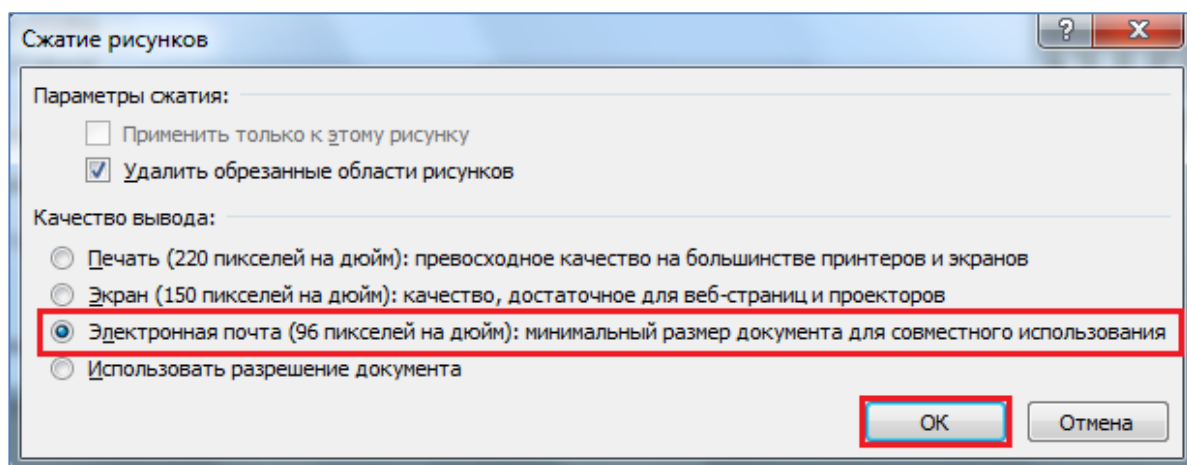 Сжатие рисунков
Параметры сжатия:
Применить только к этому рисунку
Удалить обрезанные области рисунков
Качество вывода:
Печать (220 пикселей на дюйм): превосходное качество на большинстве принтеров и экранов
Экран (150 пикселей на дюйм): качество, достаточное для веб-страниц и проекторов
Электронная почта (96 пикселей на дюйм): минимальный размер документа для совместного использования
Использовать разрешение документа
ОК Отмена